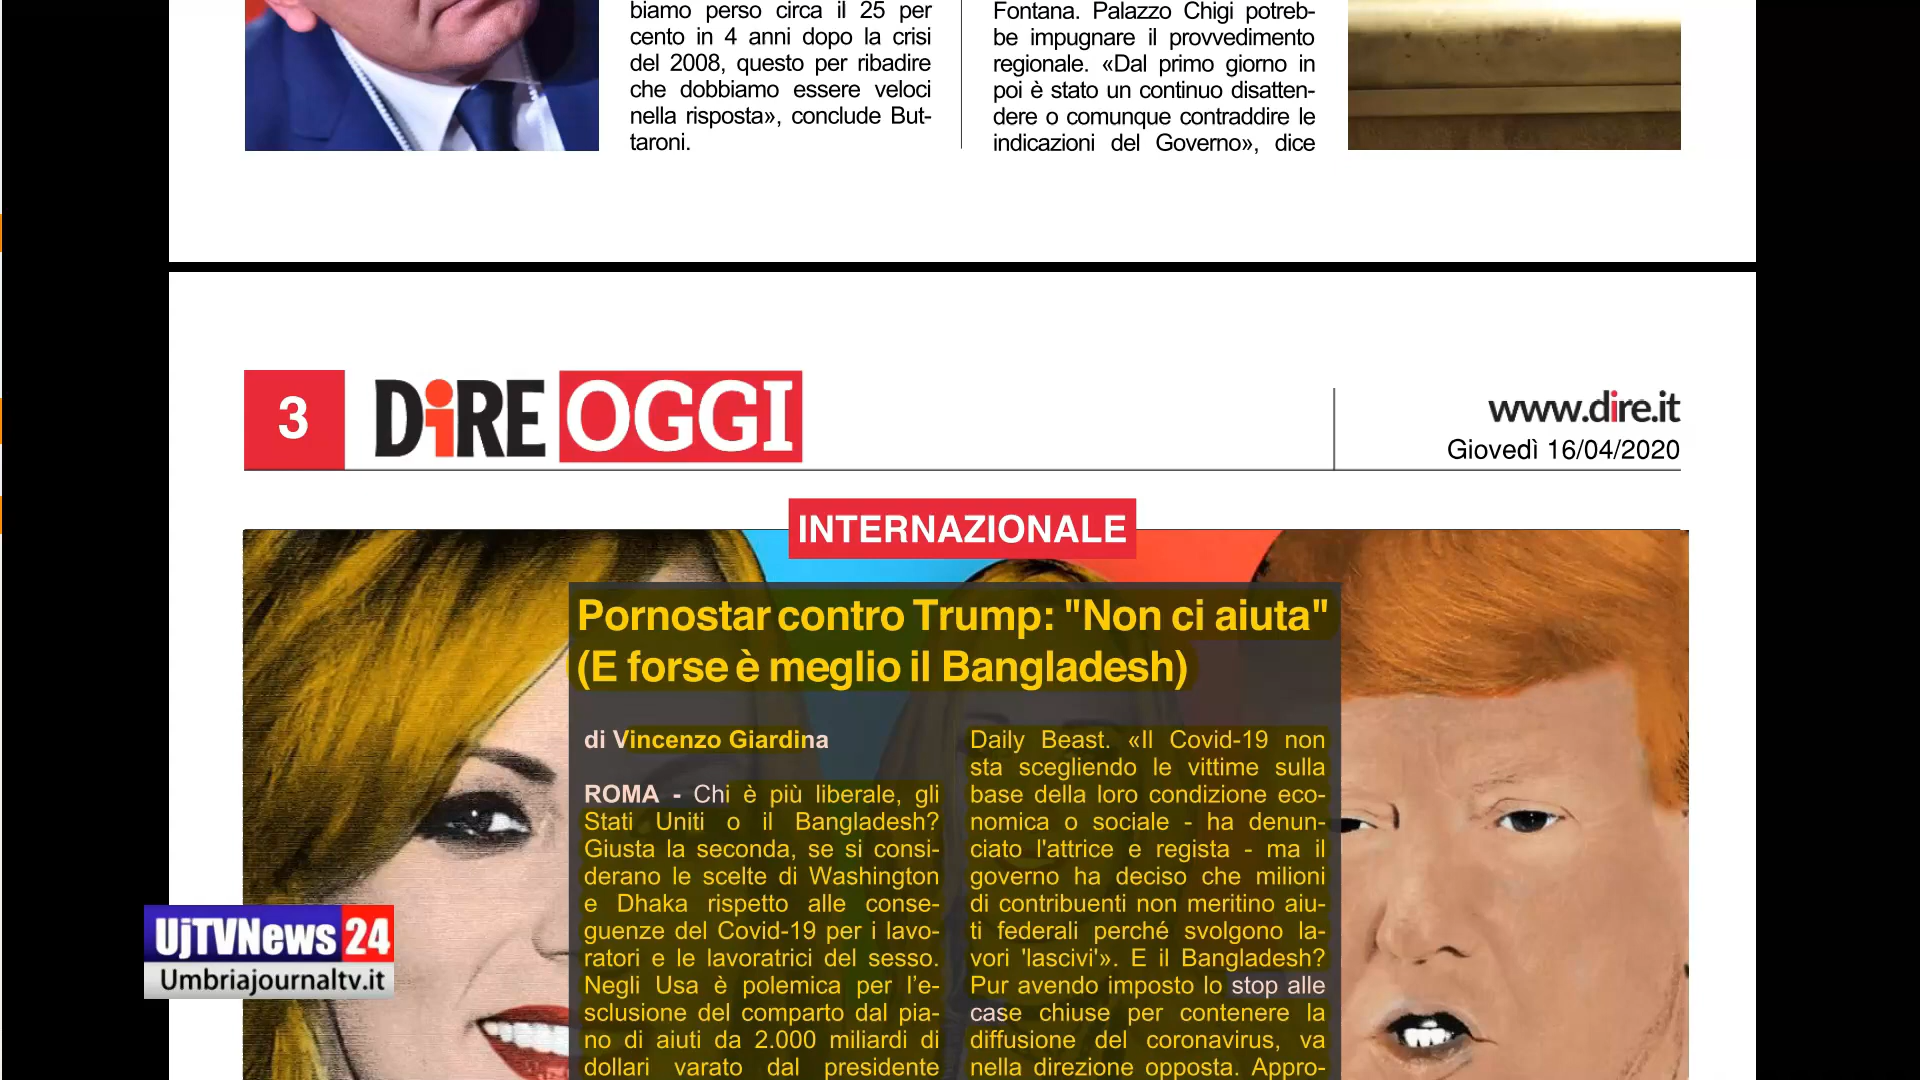 biamo perso circa il 25 per
cento in 4 anni dopo la crisi
del 2008, questo per ribadire
che dobbiamo essere veloci
nella risposta», conclude But-
taroni.
Fontana. Palazzo Chigi potreb-
be impugnare il provvedimento
regionale. «Dal primo giorno in
poi è stato un continuo disatten-
dere o comunque contraddire le
indicazioni del Governo», dice
3
DiRE OGGI
www.dire.it
Giovedì 16/04/2020
INTERNAZIONALE
Pornostar contro Trump: "Non ci aiuta"
(E forse è meglio il Bangladesh)
di Vincenzo Giardina
ROMA - Chi è più liberale, gli
Stati Uniti o il Bangladesh?
Giusta la seconda, se si consi-
derano le scelte di Washington
e Dhaka rispetto alle conse-
guenze del Covid-19 per i lavo-
ratori e le lavoratrici del sesso.
Negli Usa è polemica per l'e-
sclusione del comparto dal pia-
no di aiuti da 2.000 miliardi di
dollari varato dal presidente
Daily Beast. «Il Covid-19 non
sta scegliendo le vittime sulla
base della loro condizione eco-
nomica o sociale - ha denun-
ciato l'attrice e regista - ma il
governo ha deciso che milioni
di contribuenti non meritino aiu-
ti federali perché svolgono la-
vori 'lascivi'». E il Bangladesh?
Pur avendo imposto lo stop alle
case chiuse per contenere la
diffusione del coronavirus, va
nella direzione opposta. Appro-
UjTVNews 24
Umbriajournaltv.it